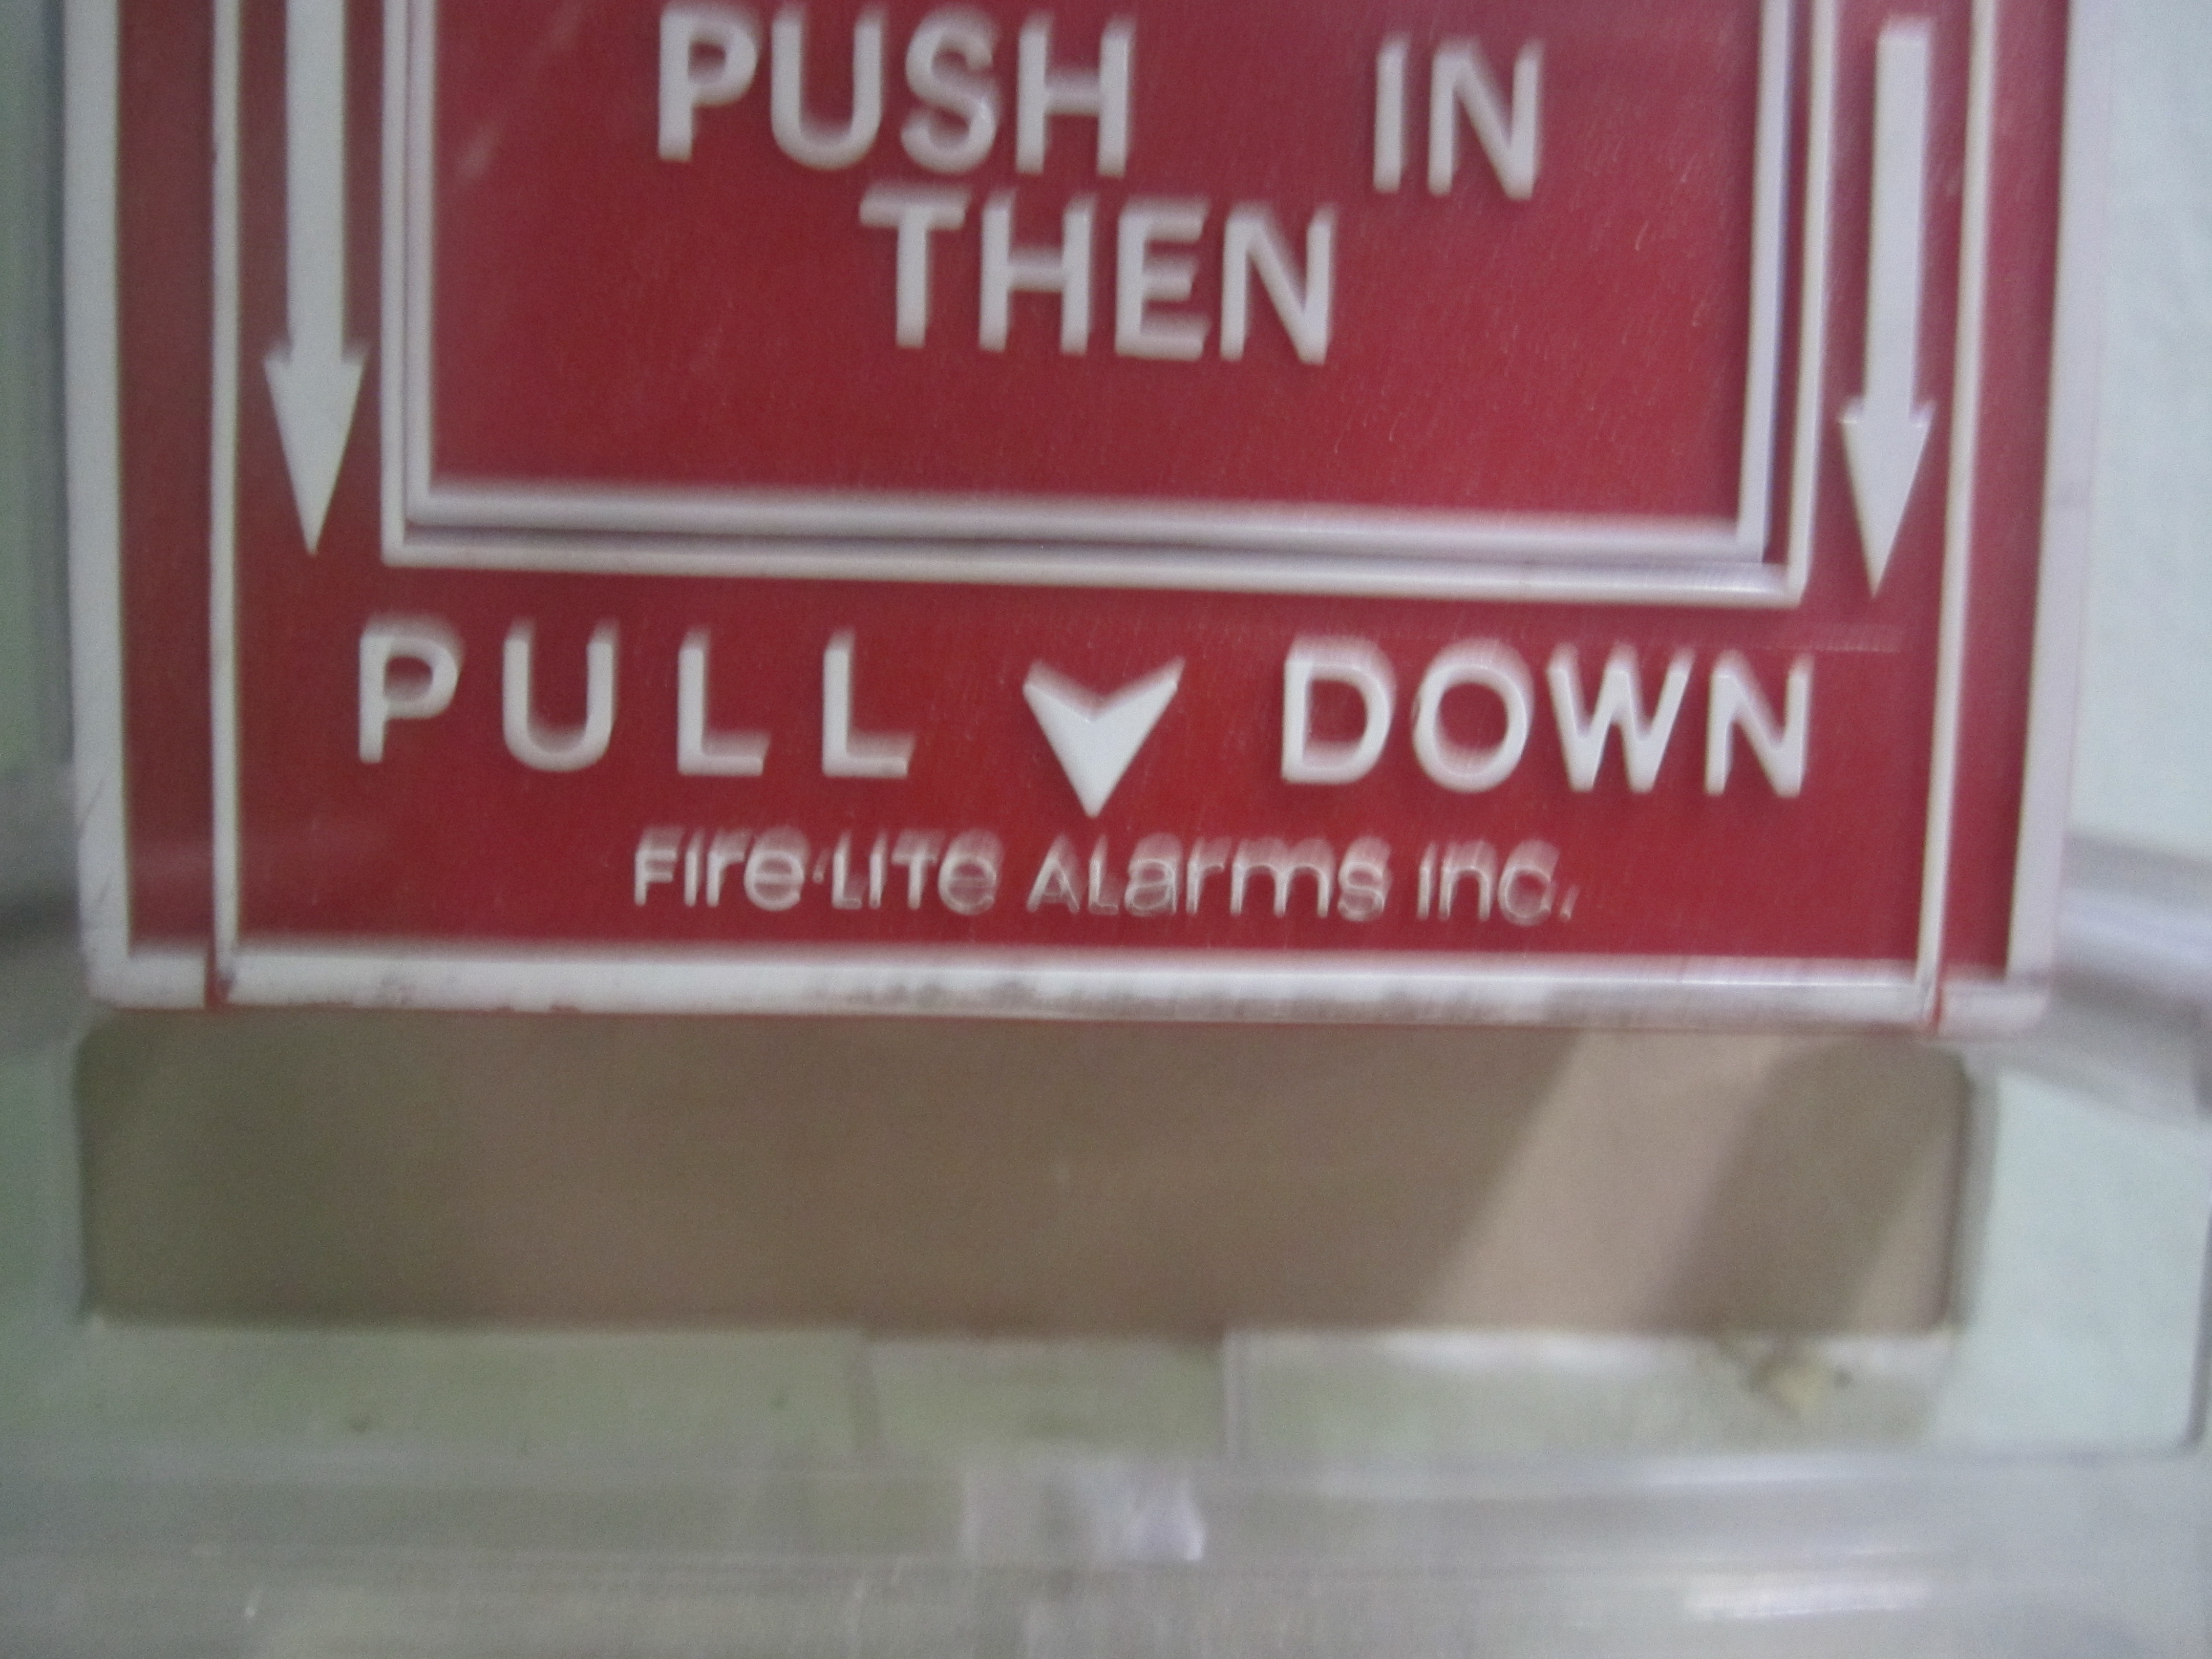 PUSH IN
THEN
PULL DOWN
Fire·Lite Alarms Inc.